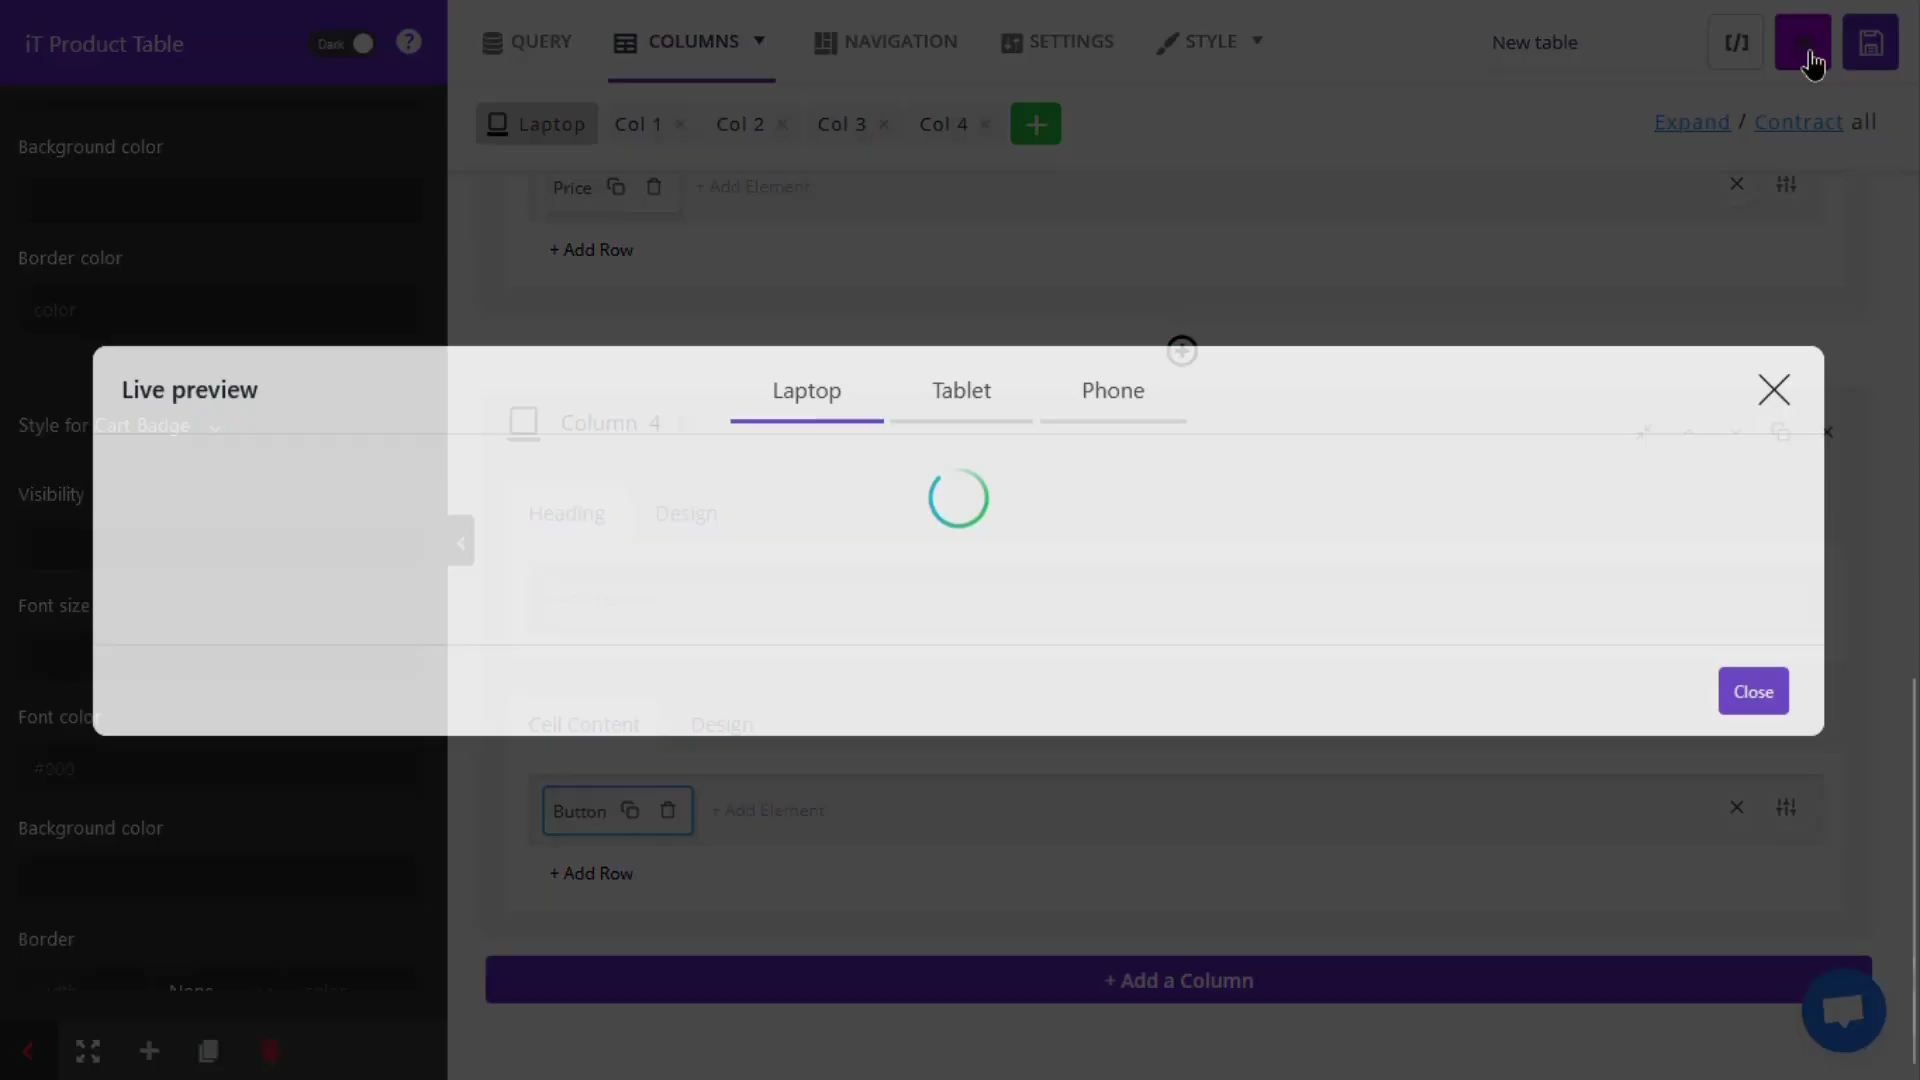 iT Product Table
Dark
?
QUERY
COLUMNS
NAVIGATION
SETTINGS
STYLE
New table
[/]
Laptop
Col 1
Col 2
Col 3
Col 4
Expand / Contract all
Background color
Border color
color
Style for Cart Badge
Visibility
Font size
Font color
#000
Background color
Border
width
None
color
Price
+ Add Element
+ Add Row
Live preview
Laptop
Tablet
Phone
Column 4
Heading
Design
Close
Cell Content
Design
Button
+ Add Element
+ Add Row
+ Add a Column